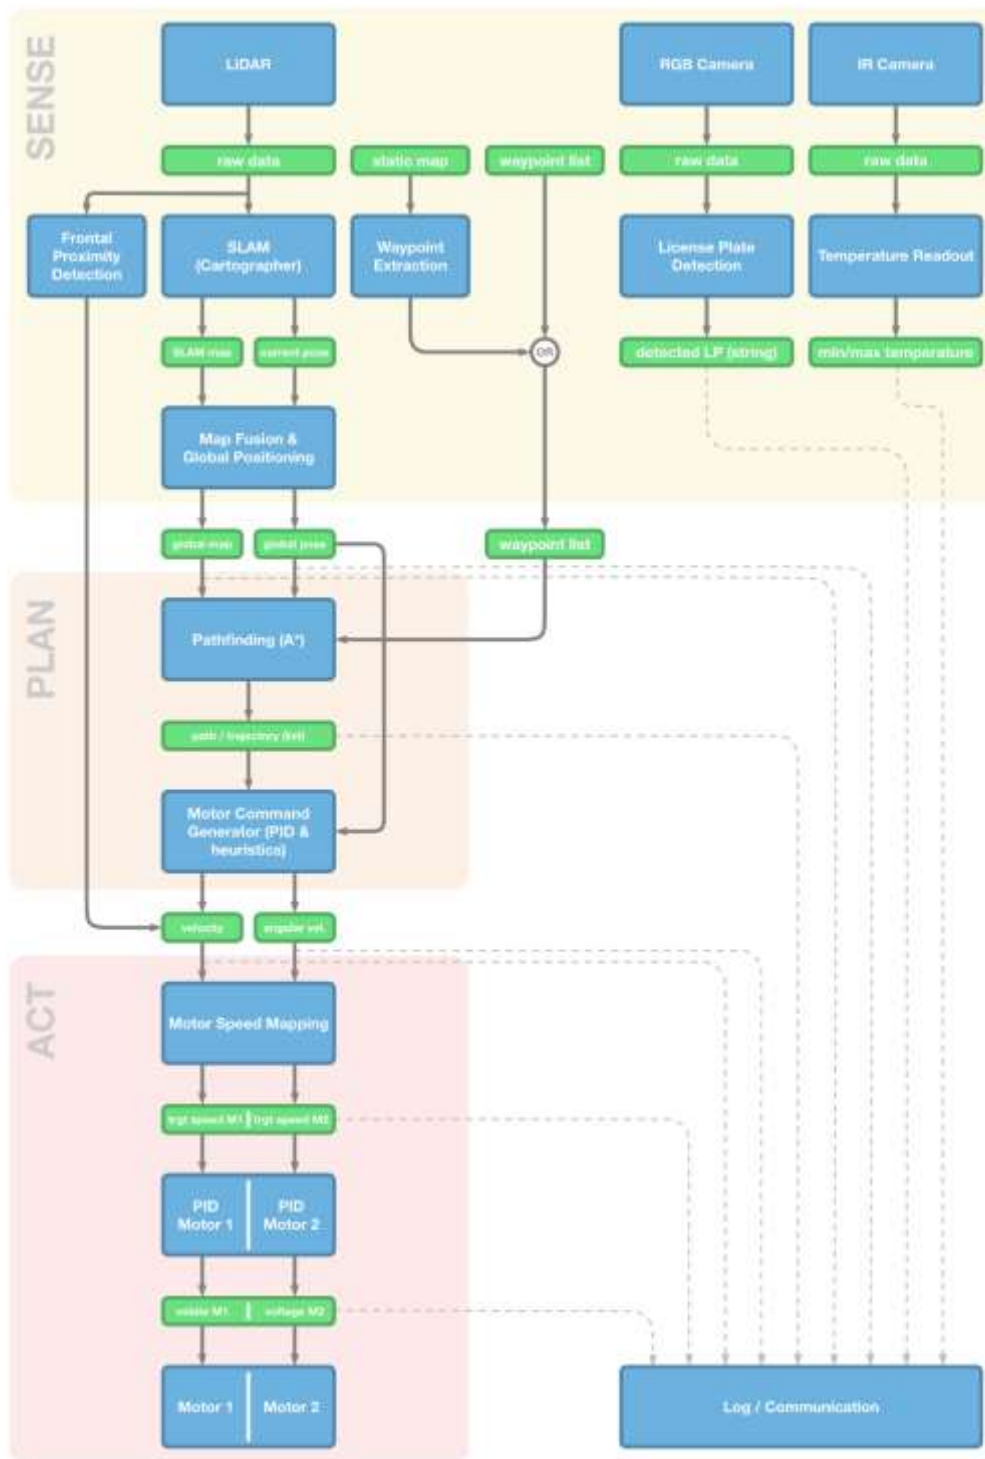 SENSE
LiDAR
RGB Camera
IR Camera
raw data
static map
waypoint list
raw data
raw data
Frontal
Proximity
Detection
SLAM
(Cartographer)
Waypoint
Extraction
License Plate
Detection
Temperature Readout
SLAM map
current pose
OR
detected LP (string)
min/max temperature
Map Fusion &
Global Positioning
global map
global pose
waypoint list
PLAN
Pathfinding (A*)
path / trajectory (list)
Motor Command
Generator (PID &
heuristics)
velocity
angular vel.
ACT
Motor Speed Mapping
trgt speed M1
trgt speed M2
PID
Motor 1
PID
Motor 2
M1
voltage M2
Motor 1
Motor 2
Log / Communication